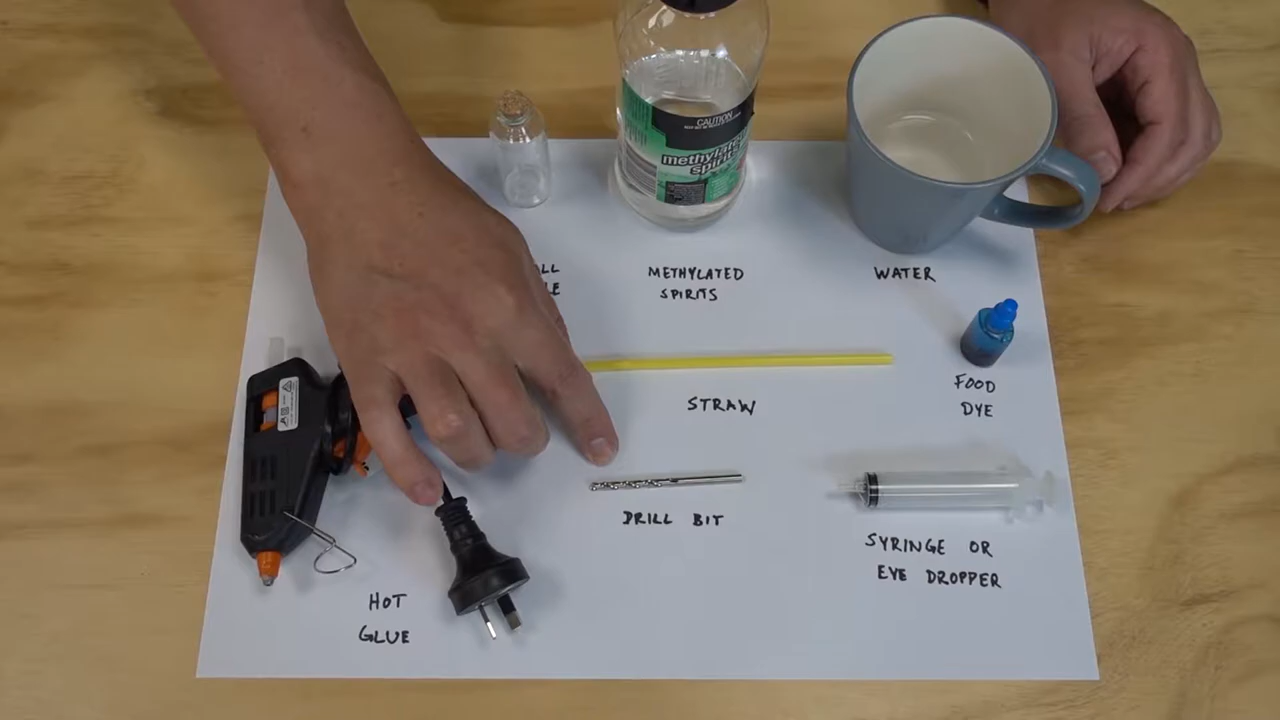 CAUTION
methylated
spirits
METHYLATED
SPIRITS
WATER
STRAW
FOOD
DYE
DRILL BIT
SYRINGE OR
EYE DROPPER
HOT
GLUE